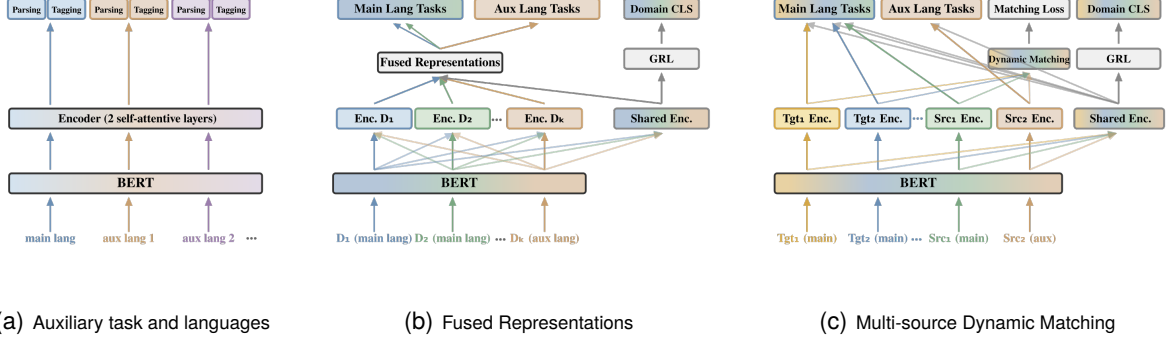 Parsing Tagging Parsing Tagging Parsing Tagging
Encoder (2 self-attentive layers)
BERT
main lang aux lang 1 aux lang 2 ...
(a) Auxiliary task and languages
Main Lang Tasks Aux Lang Tasks Domain CLS
Fused Representations GRL
Enc. D₁ Enc. D₂ ... Enc. Dₖ Shared Enc.
BERT
D₁ (main lang) D₂ (main lang) ... Dₖ (aux lang)
(b) Fused Representations
Main Lang Tasks Aux Lang Tasks Matching Loss Domain CLS
Dynamic Matching GRL
Tgt₁ Enc. Tgt₂ Enc. ... Src₁ Enc. Src₂ Enc. Shared Enc.
BERT
Tgt₁ (main) Tgt₂ (main) ... Src₁ (main) Src₂ (aux)
(c) Multi-source Dynamic Matching